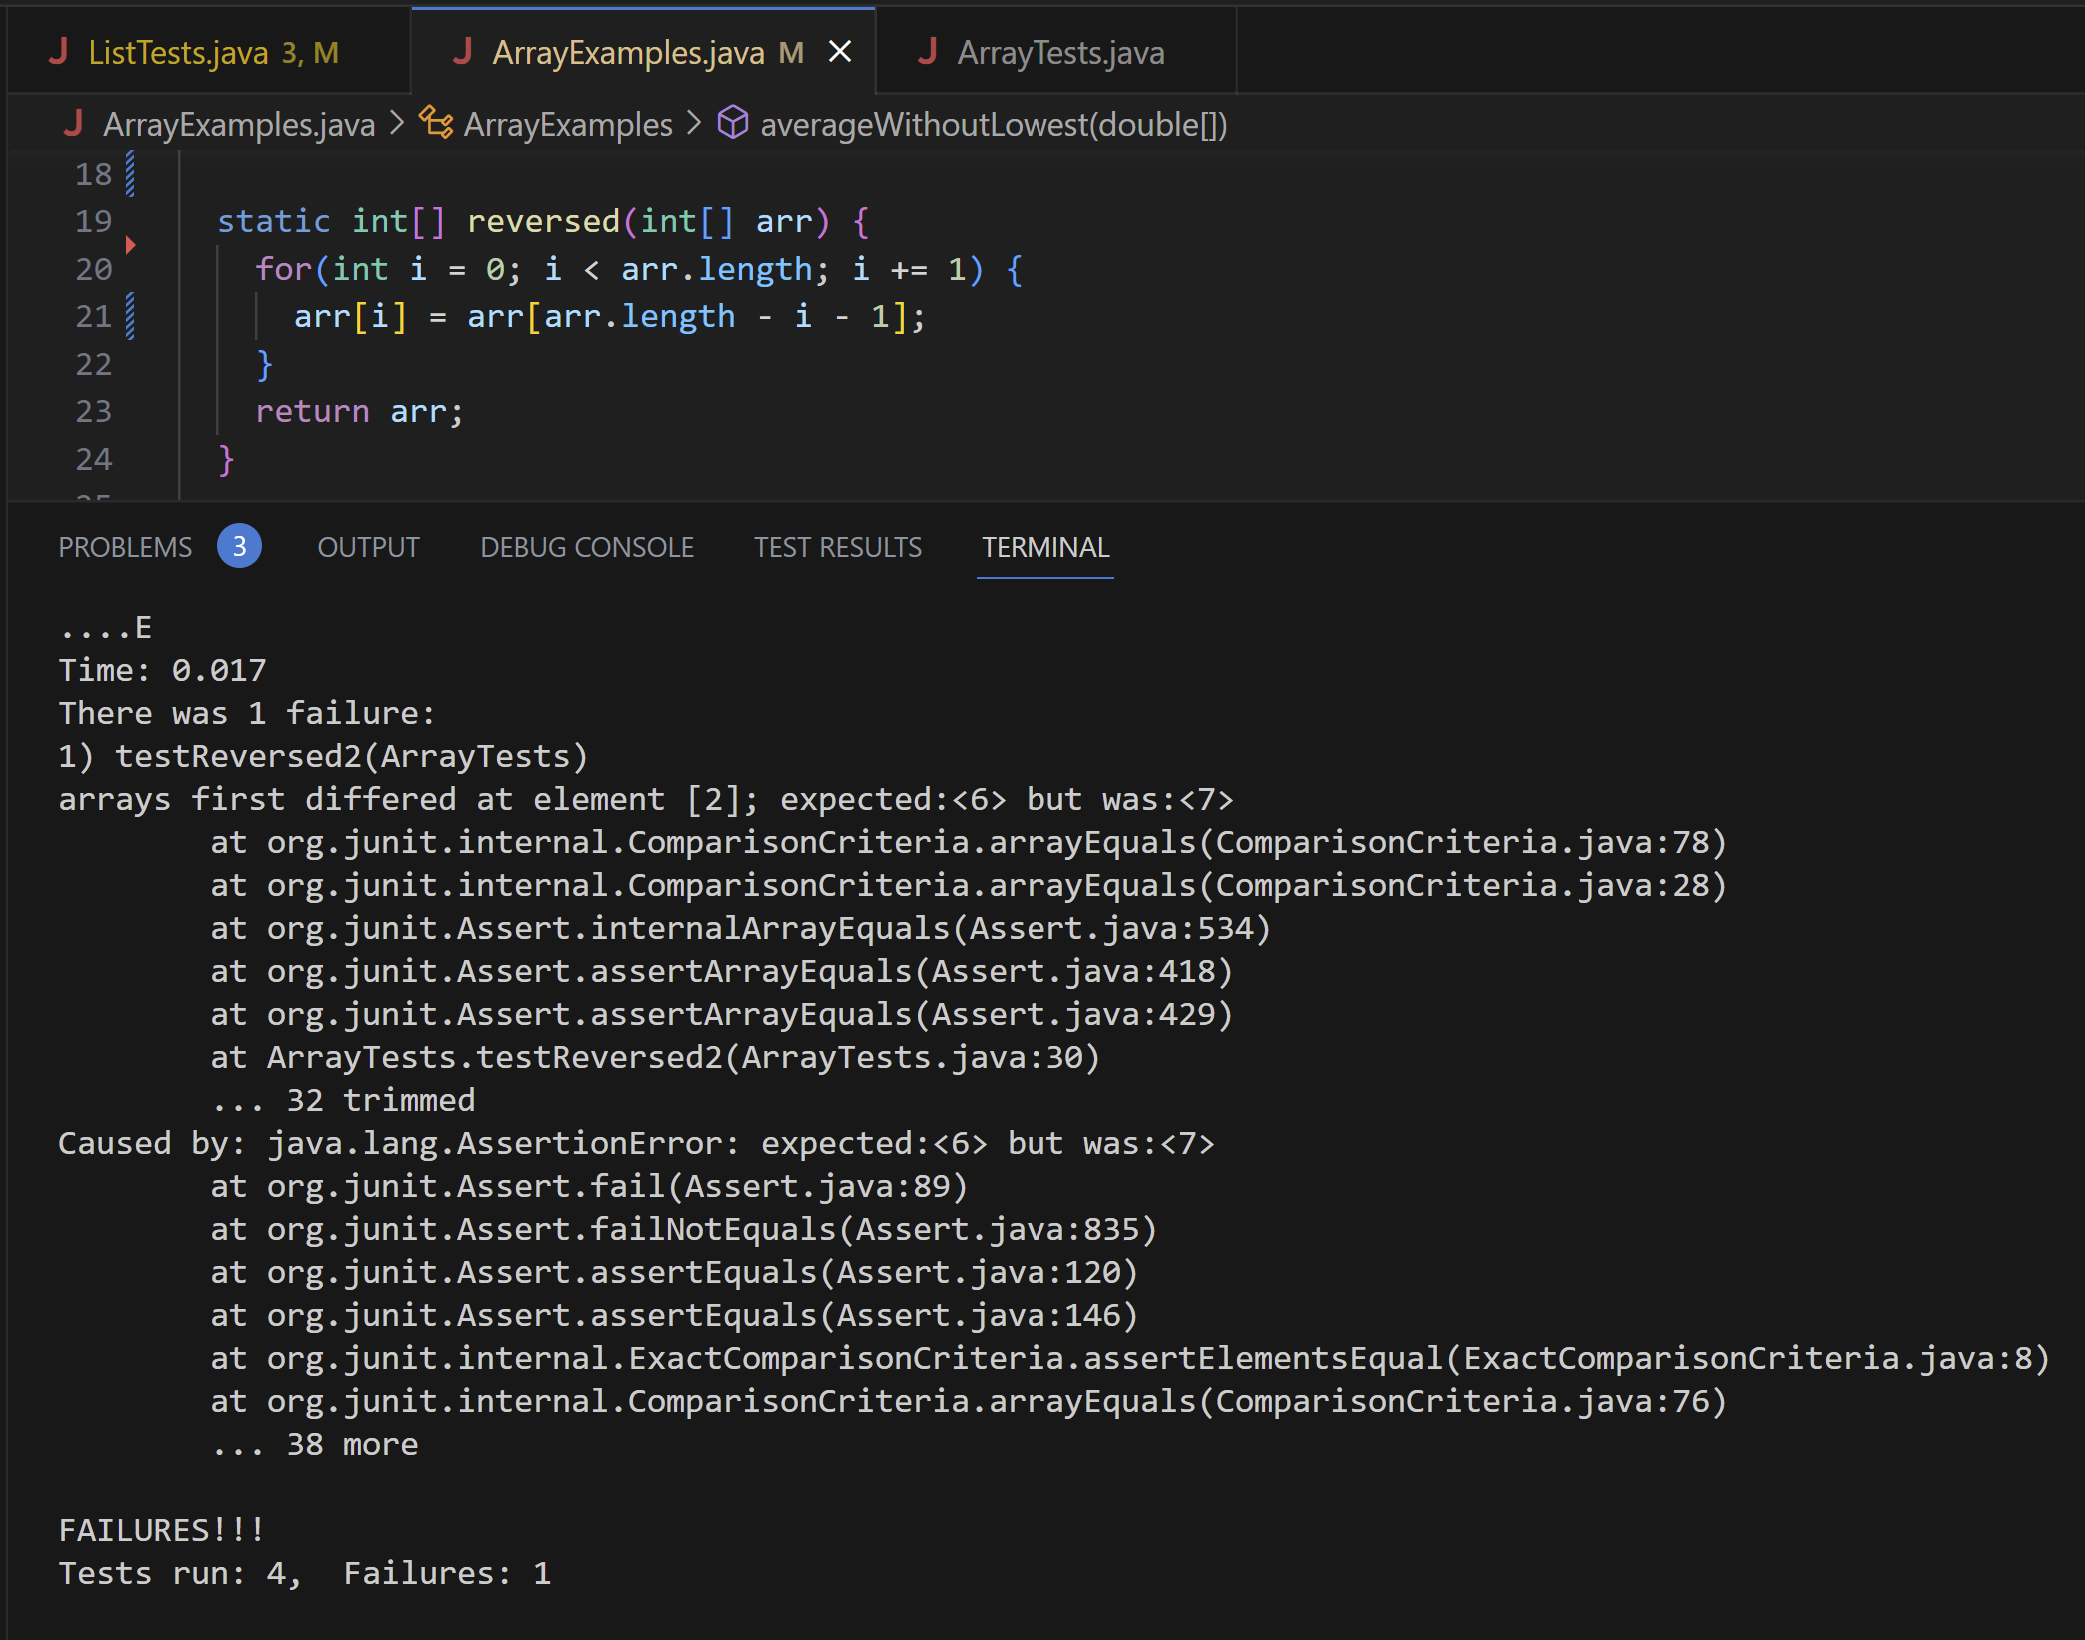 ListTests.java 3, M ArrayExamples.java M ArrayTests.java
ArrayExamples.java > ArrayExamples > averageWithoutLowest(double[])
18
19 static int[] reversed(int[] arr) {
20 for(int i = 0; i < arr.length; i += 1) {
21 arr[i] = arr[arr.length - i - 1];
22 }
23 return arr;
24 }
PROBLEMS 3 OUTPUT DEBUG CONSOLE TEST RESULTS TERMINAL
....E
Time: 0.017
There was 1 failure:
1) testReversed2(ArrayTests)
arrays first differed at element [2]; expected:<6> but was:<7>
at org.junit.internal.ComparisonCriteria.arrayEquals(ComparisonCriteria.java:78)
at org.junit.internal.ComparisonCriteria.arrayEquals(ComparisonCriteria.java:28)
at org.junit.Assert.internalArrayEquals(Assert.java:534)
at org.junit.Assert.assertArrayEquals(Assert.java:418)
at org.junit.Assert.assertArrayEquals(Assert.java:429)
at ArrayTests.testReversed2(ArrayTests.java:30)
... 32 trimmed
Caused by: java.lang.AssertionError: expected:<6> but was:<7>
at org.junit.Assert.fail(Assert.java:89)
at org.junit.Assert.failNotEquals(Assert.java:835)
at org.junit.Assert.assertEquals(Assert.java:120)
at org.junit.Assert.assertEquals(Assert.java:146)
at org.junit.internal.ExactComparisonCriteria.assertElementsEqual(ExactComparisonCriteria.java:8)
at org.junit.internal.ComparisonCriteria.arrayEquals(ComparisonCriteria.java:76)
... 38 more
FAILURES!!!
Tests run: 4,  Failures: 1